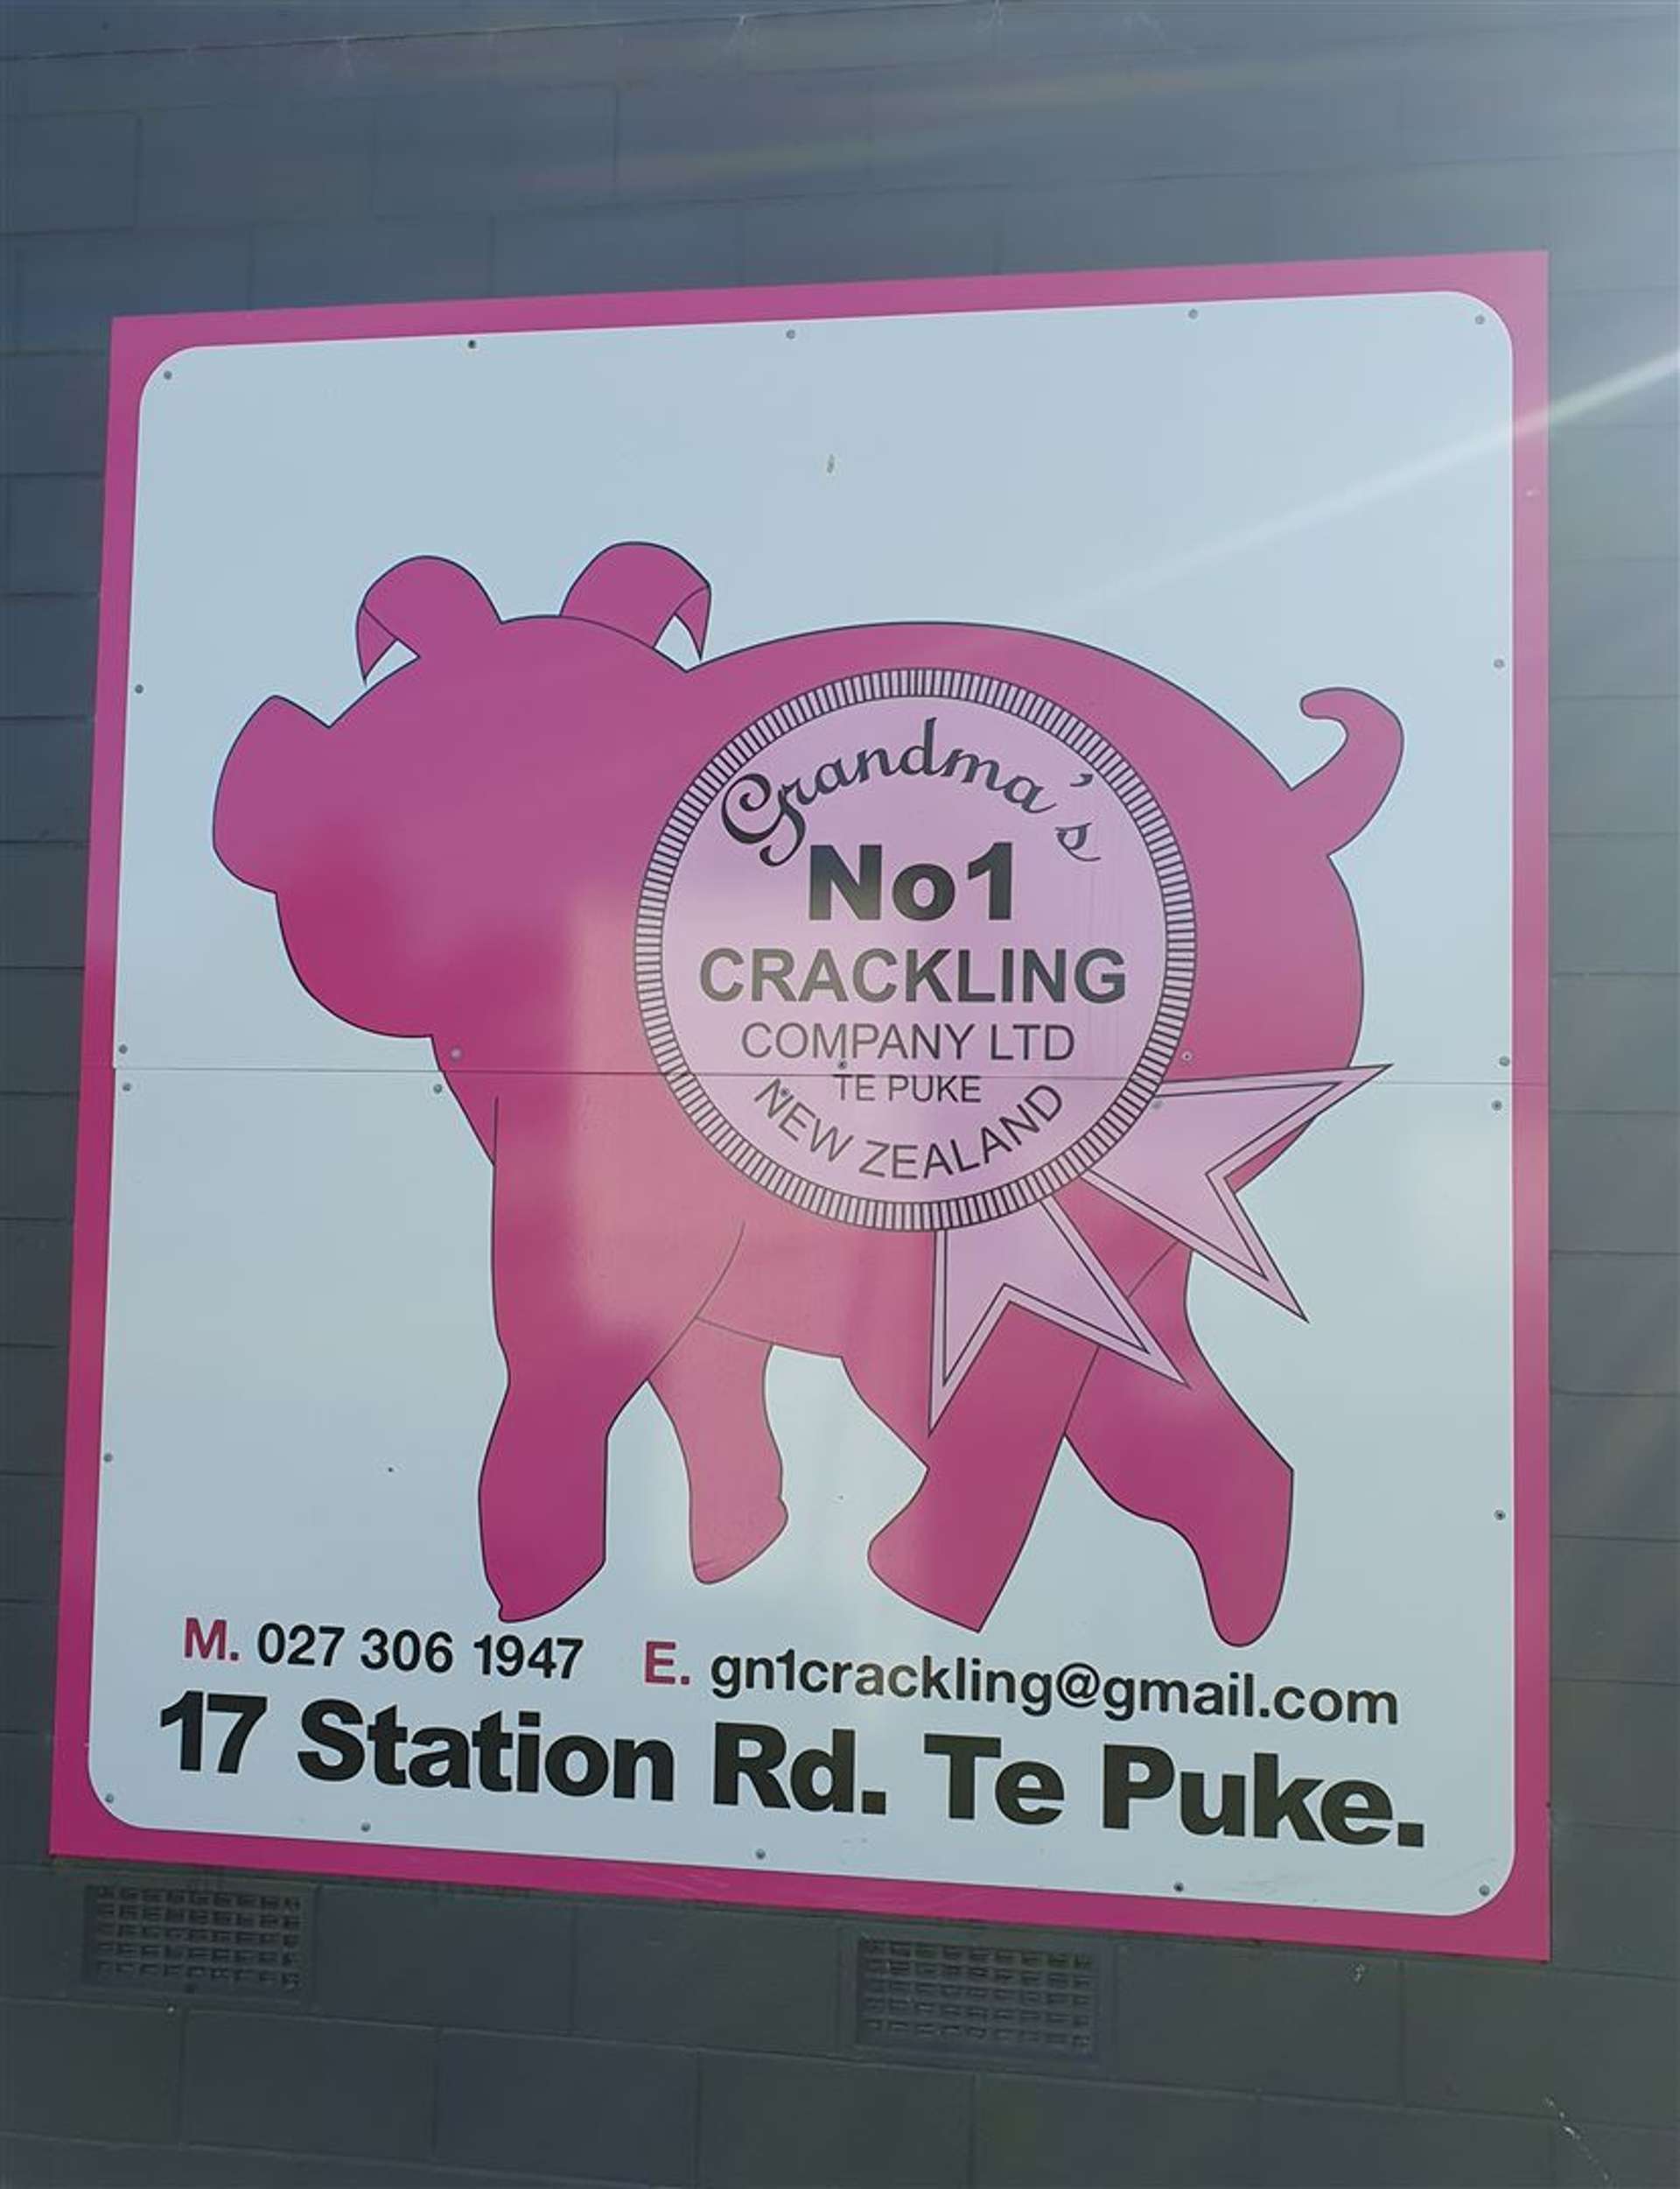 Grandma's
No1
CRACKLING
COMPANY LTD
TE PUKE
NEW ZEALAND
M. 027 306 1947 E. gn1crackling@gmail.com
17 Station Rd. Te Puke.